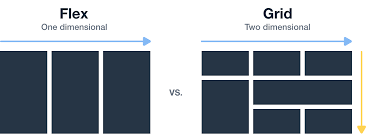 Flex
One dimensional
vs.
Grid
Two dimensional